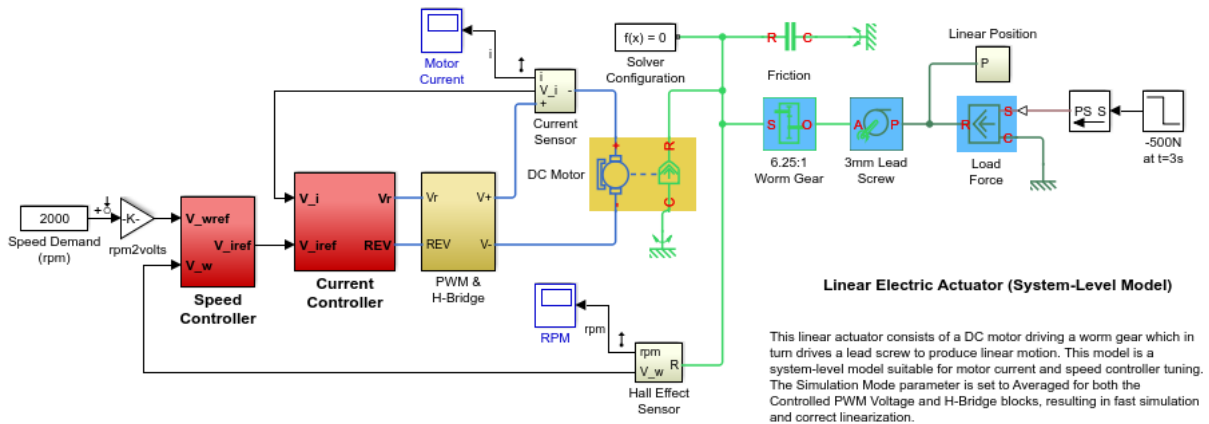 Motor
Current
i
i
V_i
+
-
Current
Sensor
f(x) = 0
Solver
Configuration
R
C
Friction
Linear Position
P
S
O
6.25:1
Worm Gear
A
P
3mm Lead
Screw
R
S
C
Load
Force
PS S
-500N
at t=3s
DC Motor
+
-
R
C
2000
Speed Demand
(rpm)
+
-K-
rpm2volts
V_wref
V_iref
V_w
Speed
Controller
V_i
Vr
V_iref
REV
Current
Controller
Vr
V+
REV
V-
PWM &
H-Bridge
RPM
rpm
rpm
V_w
R
Hall Effect
Sensor
Linear Electric Actuator (System-Level Model)
This linear actuator consists of a DC motor driving a worm gear which in
turn drives a lead screw to produce linear motion. This model is a
system-level model suitable for motor current and speed controller tuning.
The Simulation Mode parameter is set to Averaged for both the
Controlled PWM Voltage and H-Bridge blocks, resulting in fast simulation
and correct linearization.